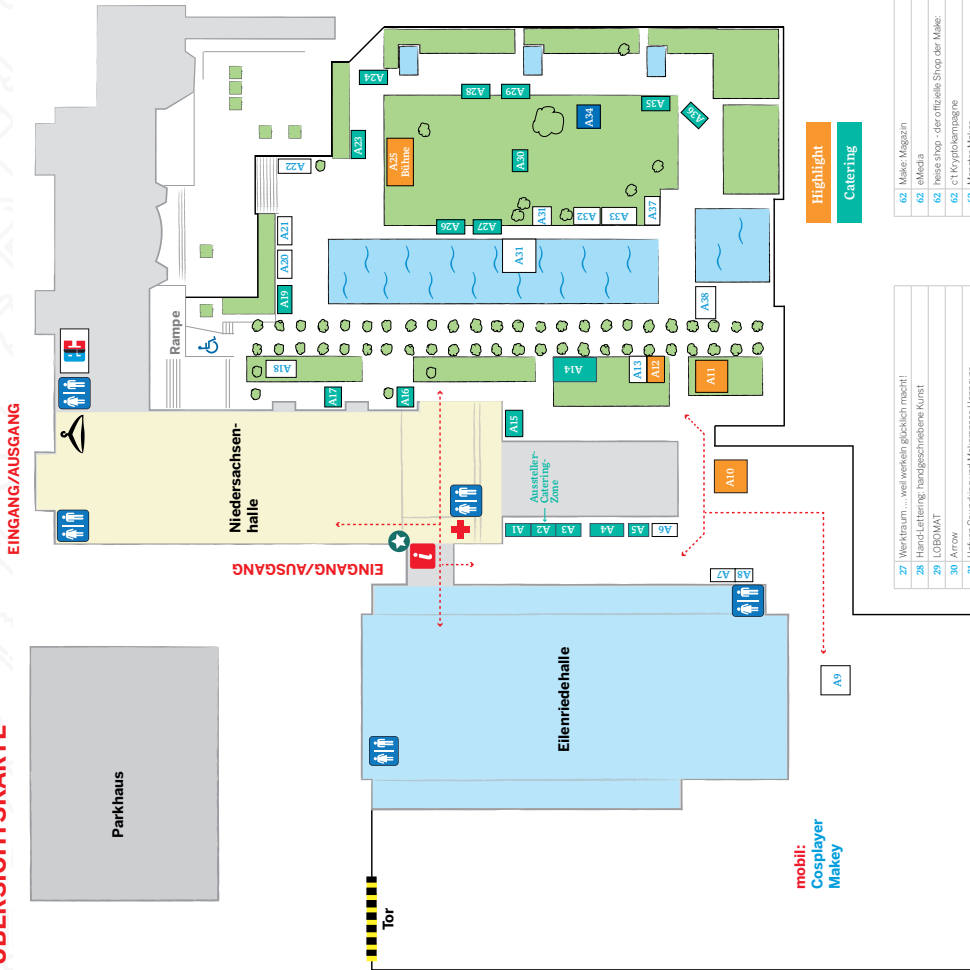 ÜBERSICHTSKARTE
EINGANG/AUSGANG
Parkhaus
Tor
Niedersachsen-
halle
EINGANG/AUSGANG
i
Eilenriedehalle
mobil:
Cosplayer
Makey
Rampe
EC
Aussteller-
Catering-
Zone
A1
A2
A3
A4
A5
A6
A7
A8
A9
A10
A11
A12
A13
A14
A15
A16
A17
A18
A19
A20
A21
A22
A23
A24
A25
Bühne
A26
A27
A28
A29
A30
A31
A31
A32
A33
A34
A35
A36
A37
A38
Highlight
Catering
27 Werktraum ... weil werkeln glücklich macht!
28 Hand-Lettering: handgeschriebene Kunst
29 LOBOMAT
30 Arrow
62 Make: Magazin
62 eMedia
62 heise shop - der offizielle Shop der Make:
62 c't Kryptokampagne